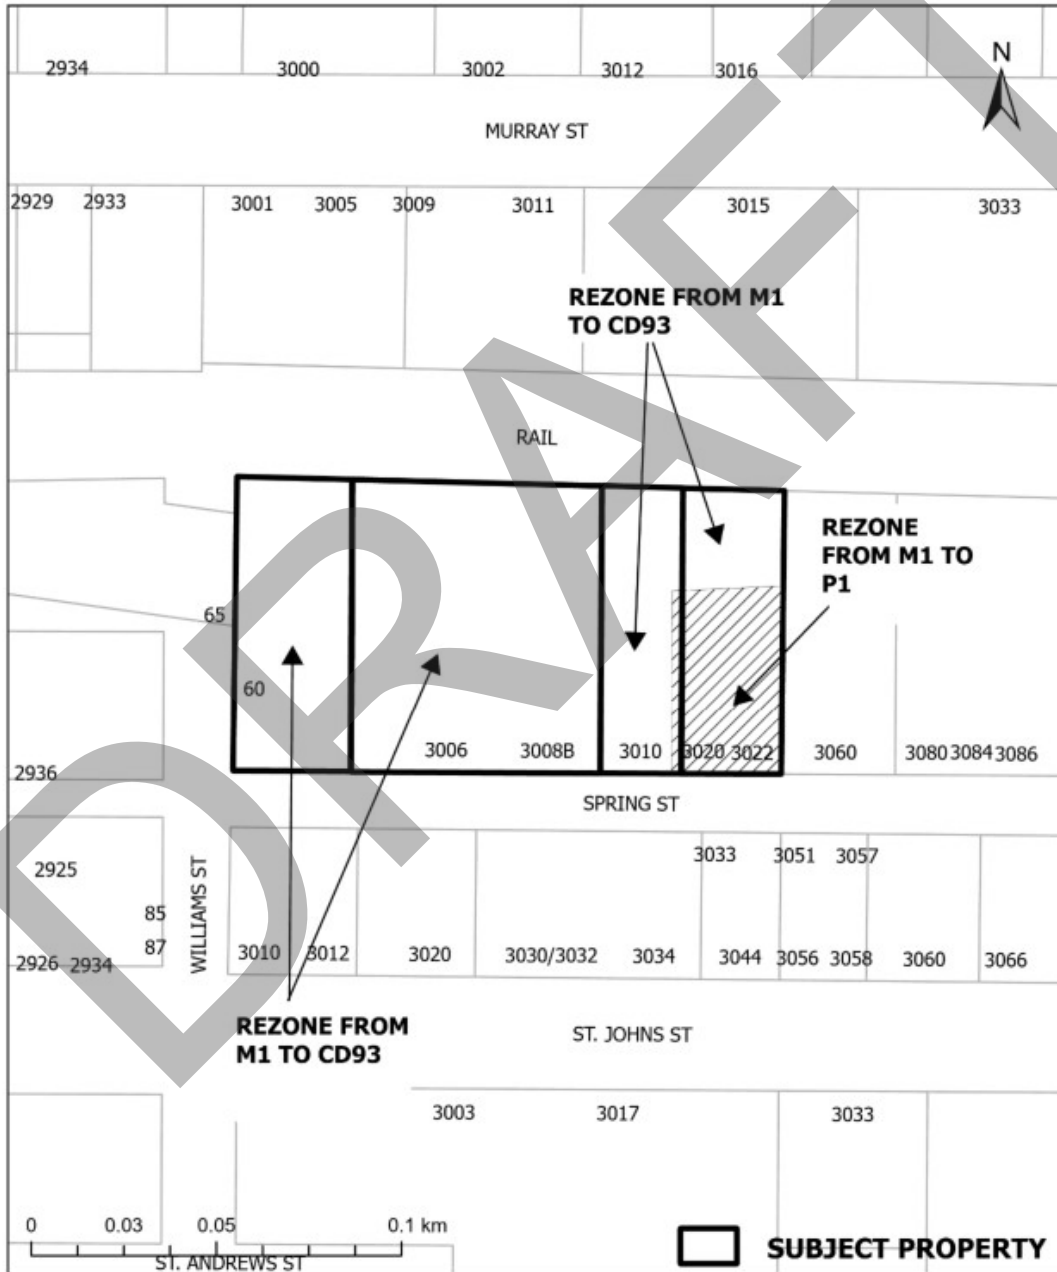 2934 3000 3002 3012 3016 N
MURRAY ST
2929 2933 3001 3005 3009 3011 3015 3033
REZONE FROM M1
TO CD93
RAIL
REZONE
FROM M1 TO
P1
65
60
3006 3008B 3010 3020 3022 3060 3080 3084 3086
2936
SPRING ST
3033 3051 3057
2925
85
87
WILLIAMS ST
2926 2934 3010 3012 3020 3030/3032 3034 3044 3056 3058 3060 3066
REZONE FROM
M1 TO CD93
ST. JOHNS ST
3003 3017 3033
0 0.03 0.05 0.1 km
ST. ANDREWS ST
SUBJECT PROPERTY
DRAFT